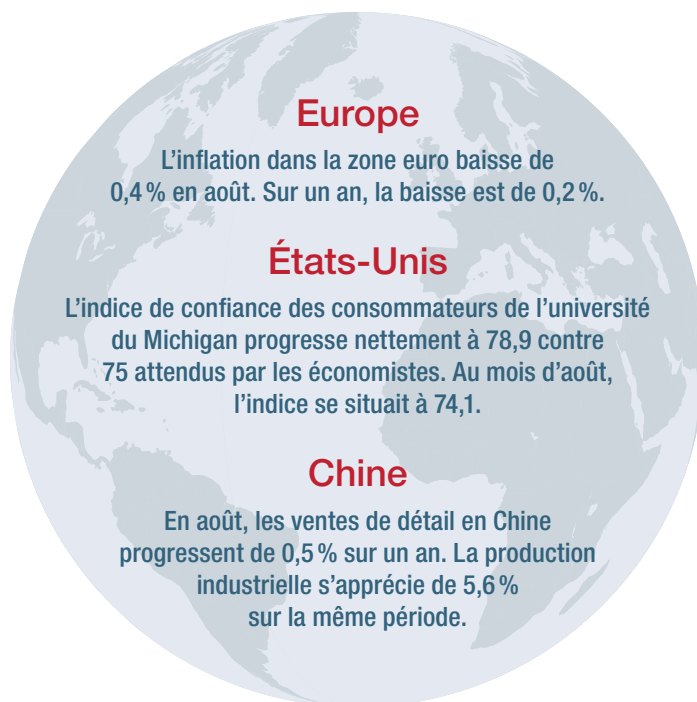 Europe
L’inflation dans la zone euro baisse de
0,4 % en août. Sur un an, la baisse est de 0,2 %.
États-Unis
L’indice de confiance des consommateurs de l’université
du Michigan progresse nettement à 78,9 contre
75 attendus par les économistes. Au mois d’août,
l’indice se situait à 74,1.
Chine
En août, les ventes de détail en Chine
progressent de 0,5 % sur un an. La production
industrielle s’apprécie de 5,6 %
sur la même période.